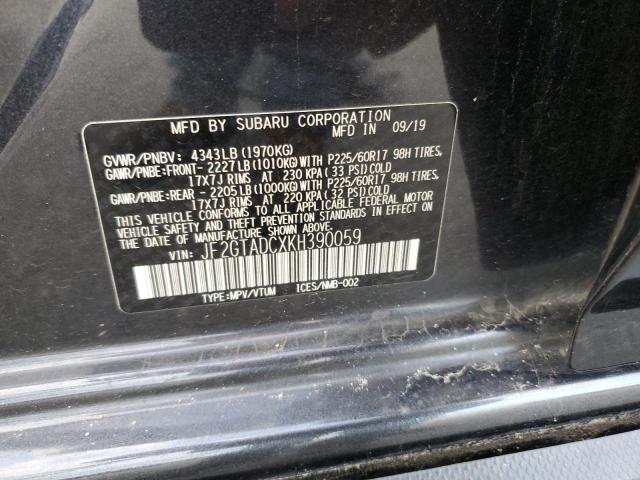 MFD BY SUBARU CORPORATION
MADE IN 09/19
GVWR/PNBV: 4343LB (1970KG)
GAWR/PNBE:FRONT- 2227LB(1010KG)WITH P225/60R17 98H TIRES,
17X7J RIMS AT 230 KPA( 33 PSI)COLD
GAWR/PNBE:REAR - 2205LB(1000KG)WITH P225/60R17 98H TIRES,
17X7J RIMS AT 220 KPA( 32 PSI)COLD
THIS VEHICLE CONFORMS TO ALL APPLICABLE FEDERAL MOTOR
VEHICLE SAFETY AND THEFT PREVENTION STANDARDS IN EFFECT
ON THE DATE OF MANUFACTURE SHOWN ABOVE.
VIN: JF2GTADCXKH390059
TYPE:MPV/VTUM ICES/NMB-002